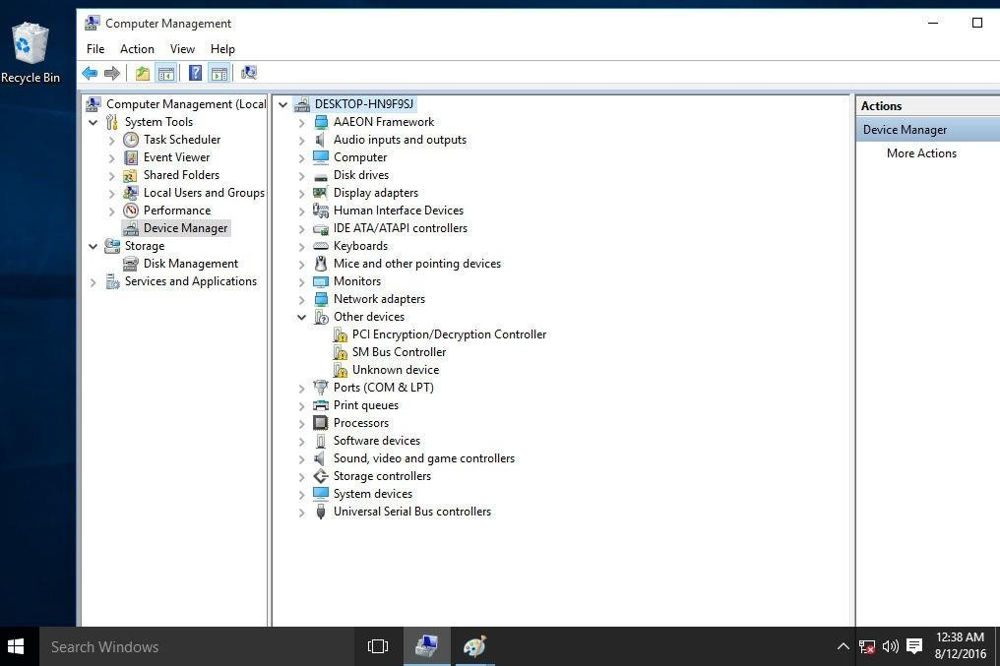 Recycle Bin
Computer Management
File Action View Help
Computer Management (Local
System Tools
Task Scheduler
Event Viewer
Shared Folders
Local Users and Groups
Performance
Device Manager
Storage
Disk Management
Services and Applications
DESKTOP-HN9F9SJ
AAEON Framework
Audio inputs and outputs
Computer
Disk drives
Display adapters
Human Interface Devices
IDE ATA/ATAPI controllers
Keyboards
Mice and other pointing devices
Monitors
Network adapters
Other devices
PCI Encryption/Decryption Controller
SM Bus Controller
Unknown device
Ports (COM & LPT)
Print queues
Processors
Software devices
Sound, video and game controllers
Storage controllers
System devices
Universal Serial Bus controllers
Actions
Device Manager
More Actions
Search Windows
12:38 AM
8/12/2016